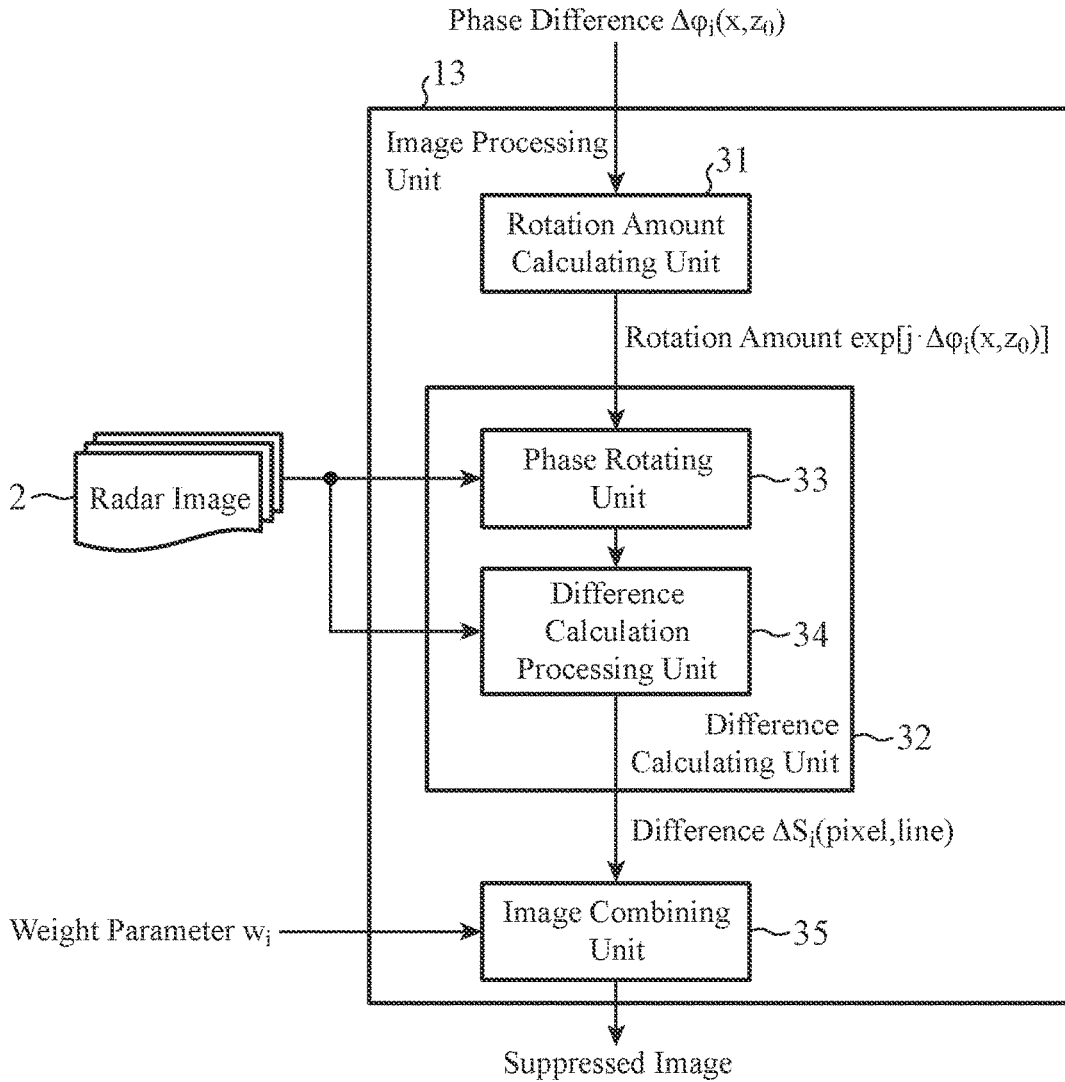 Phase Difference Δφᵢ(x,z₀)
13
Image Processing
Unit
31
Rotation Amount
Calculating Unit
Rotation Amount exp[j·Δφᵢ(x,z₀)]
2
Radar Image
Phase Rotating
Unit
33
Difference
Calculation
Processing Unit
34
Difference
Calculating Unit
32
Difference ΔSᵢ(pixel,line)
Weight Parameter wᵢ
Image Combining
Unit
35
Suppressed Image